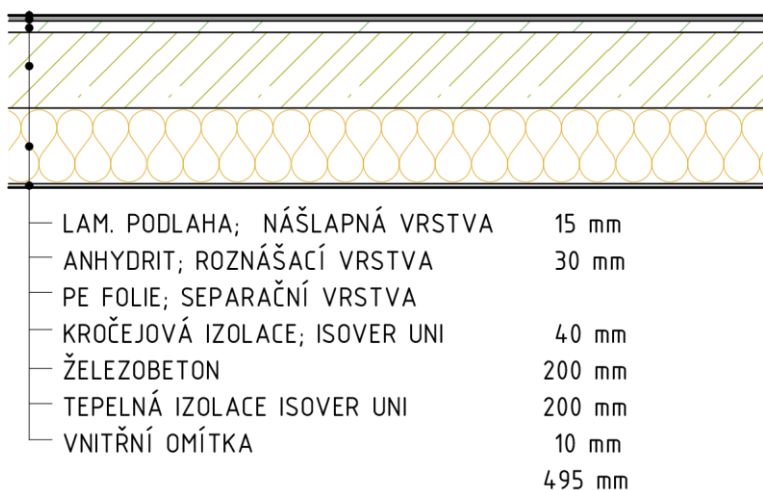 LAM. PODLAHA; NÁŠLAPNÁ VRSTVA 15 mm
ANHYDRIT; ROZNÁŠACÍ VRSTVA 30 mm
PE FOLIE; SEPARAČNÍ VRSTVA
KROČEJOVÁ IZOLACE; ISOVER UNI 40 mm
ŽELEZOBETON 200 mm
TEPELNÁ IZOLACE ISOVER UNI 200 mm
VNITŘNÍ OMÍTKA 10 mm
495 mm